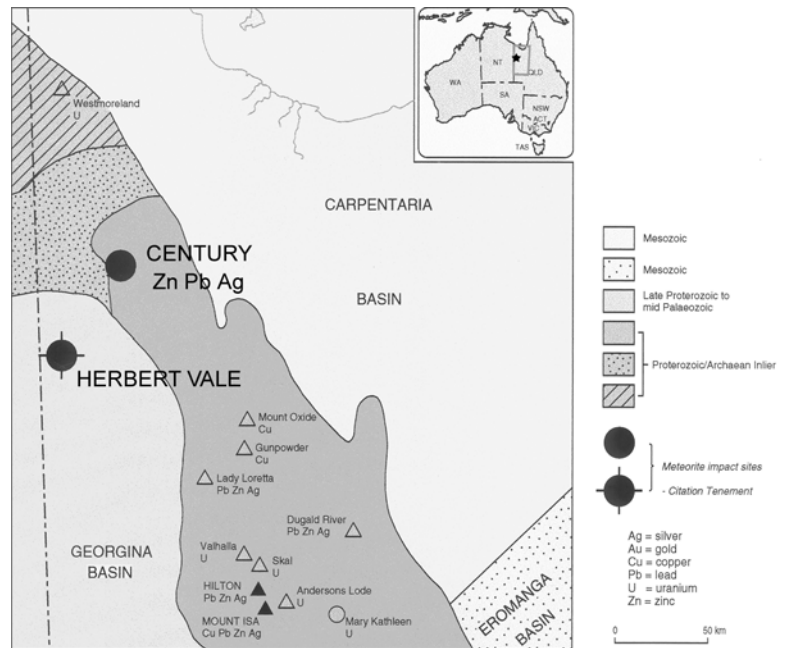 Westmoreland
U
CENTURY
Zn Pb Ag
HERBERT VALE
CARPENTARIA
BASIN
Mount Oxide
Cu
Gunpowder
Cu
Lady Loretta
Pb Zn Ag
Dugald River
Pb Zn Ag
Valhalla
U
Skal
U
HILTON
Pb Zn Ag
Andersons Lode
U
MOUNT ISA
Cu Pb Zn Ag
Mary Kathleen
U
GEORGINA
BASIN
EROMANGA
BASIN
WA
NT
QLD
SA
NSW
ACT
VIC
TAS
Mesozoic
Mesozoic
Late Proterozoic to
mid Palaeozoic
Proterozoic/Archaean Inlier
Meteorite impact sites
- Citation Tenement
Ag = silver
Au = gold
Cu = copper
Pb = lead
U = uranium
Zn = zinc
0 50 km